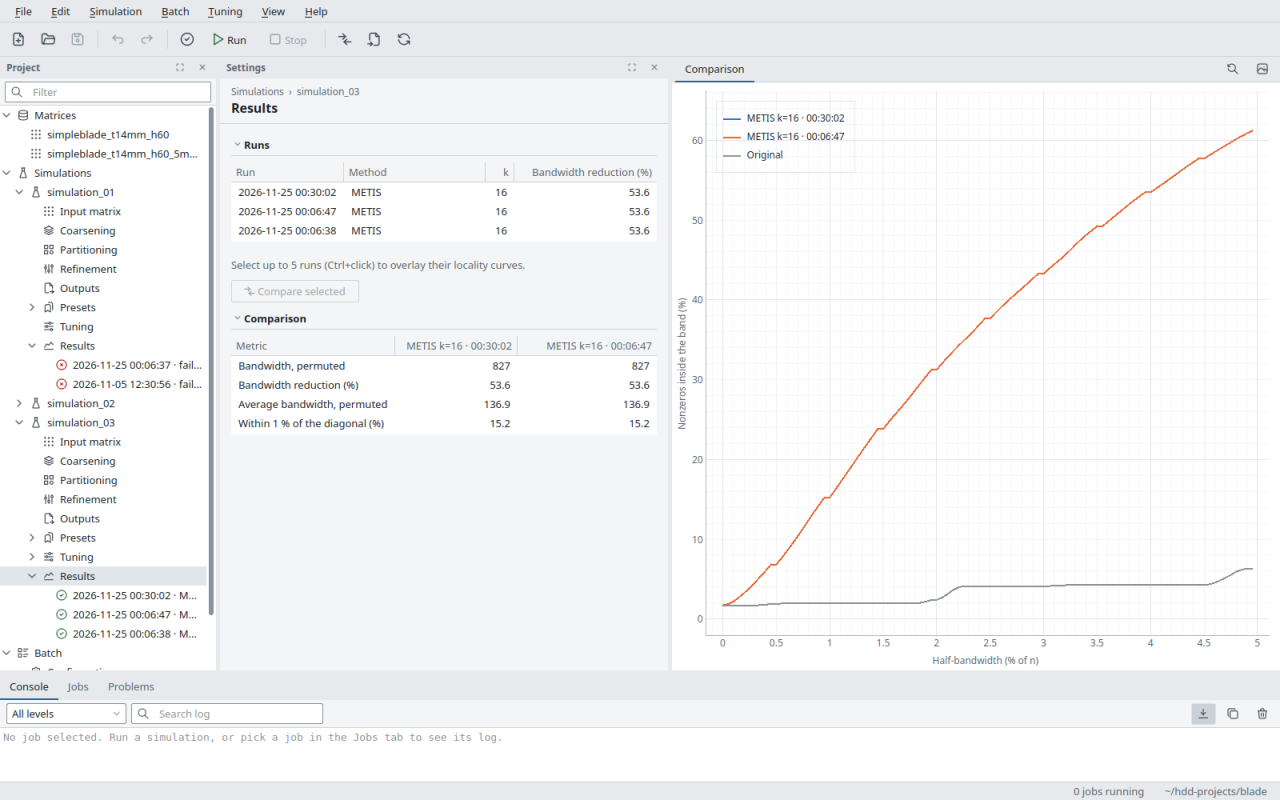 File Edit Simulation Batch Tuning View Help
Run Stop
Project
Filter
Matrices
simpleblade_t14mm_h60
simpleblade_t14mm_h60_5m...
Simulations
simulation_01
Input matrix
Coarsening
Partitioning
Refinement
Outputs
Presets
Tuning
Results
2026-11-25 00:06:37 · fail...
2026-11-05 12:30:56 · fail...
simulation_02
simulation_03
Input matrix
Coarsening
Partitioning
Refinement
Outputs
Presets
Tuning
Results
2026-11-25 00:30:02 · M...
2026-11-25 00:06:47 · M...
2026-11-25 00:06:38 · M...
Batch
Settings
Simulations › simulation_03
Results
Runs
Run Method k Bandwidth reduction (%)
2026-11-25 00:30:02 METIS 16 53.6
2026-11-25 00:06:47 METIS 16 53.6
2026-11-25 00:06:38 METIS 16 53.6
Select up to 5 runs (Ctrl+click) to overlay their locality curves.
Compare selected
Comparison
Metric METIS k=16 · 00:30:02 METIS k=16 · 00:06:47
Bandwidth, permuted 827 827
Bandwidth reduction (%) 53.6 53.6
Average bandwidth, permuted 136.9 136.9
Within 1 % of the diagonal (%) 15.2 15.2
Comparison
METIS k=16 · 00:30:02
METIS k=16 · 00:06:47
Original
Nonzeros inside the band (%)
60
50
40
30
20
10
0
0 0.5 1 1.5 2 2.5 3 3.5 4 4.5 5
Half-bandwidth (% of n)
Console Jobs Problems
All levels Search log
No job selected. Run a simulation, or pick a job in the Jobs tab to see its log.
0 jobs running ~/hdd-projects/blade